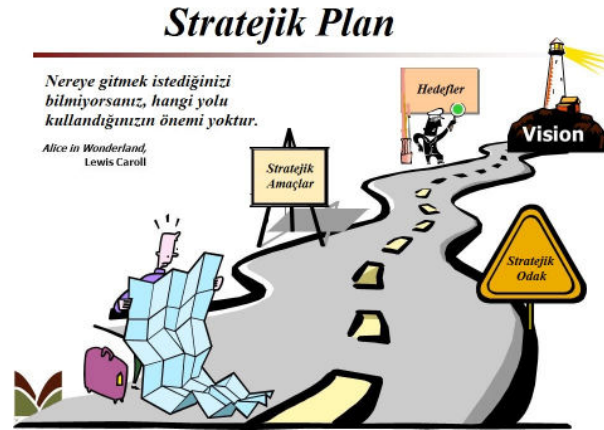 Stratejik Plan
Nereye gitmek istediğinizi
bilmiyorsanız, hangi yolu
kullandığınızın önemi yoktur.
Alice in Wonderland,
Lewis Caroll
Hedefler
Vision
Stratejik
Amaçlar
Stratejik
Odak